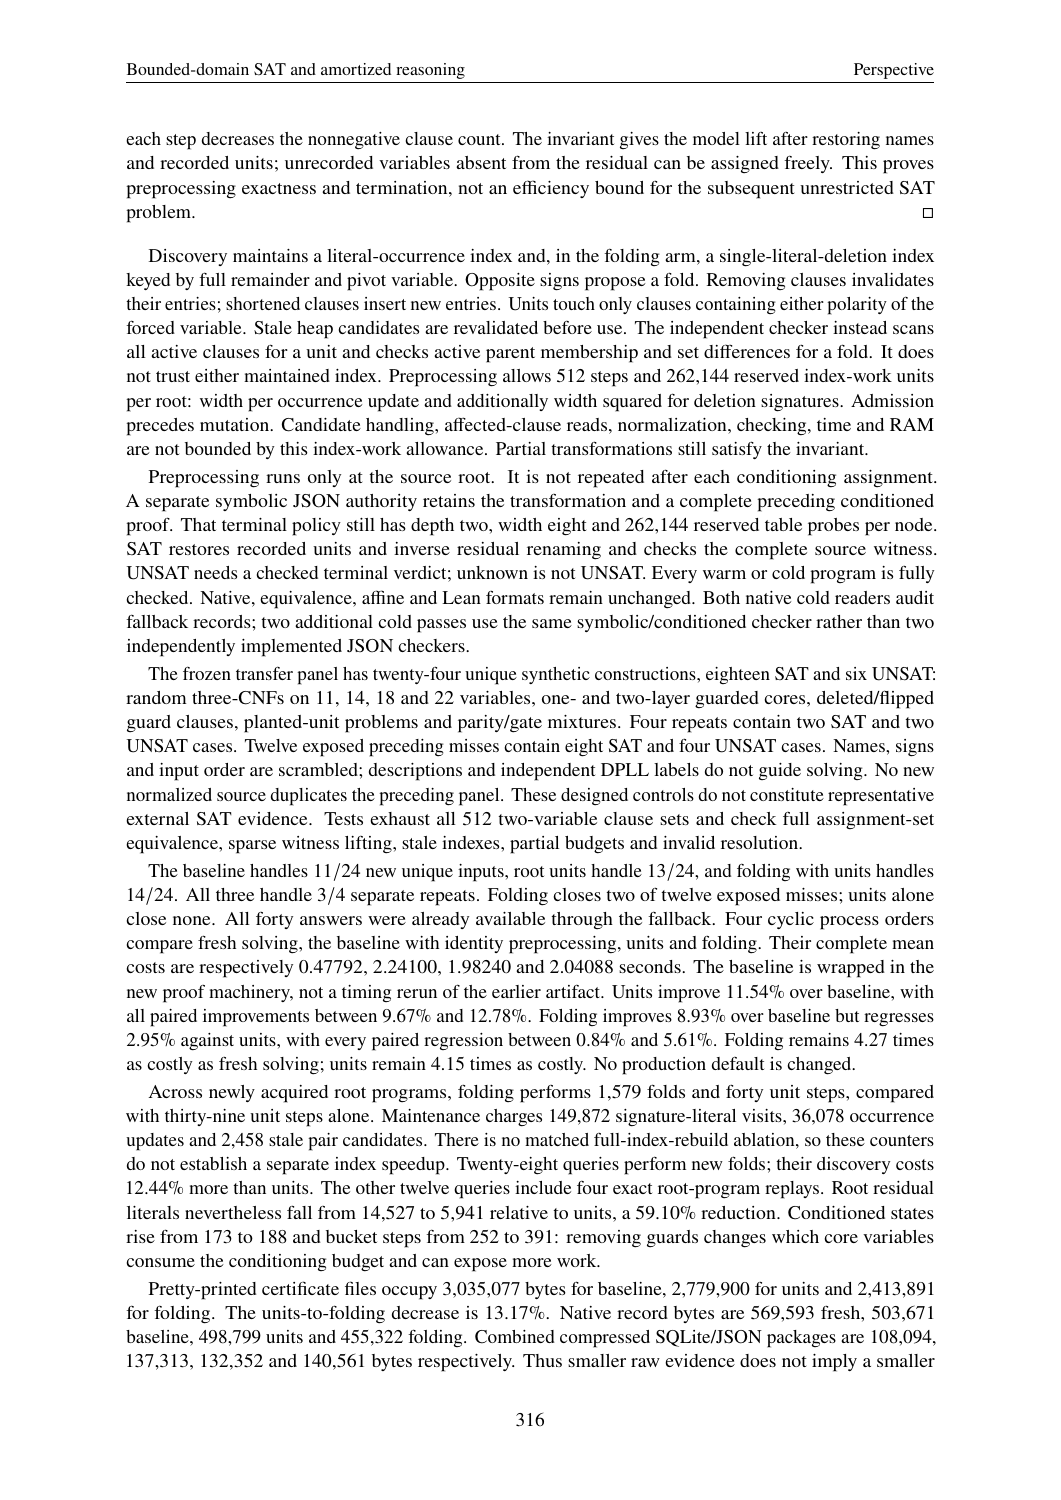 Bounded-domain SAT and amortized reasoning Perspective
each step decreases the nonnegative clause count. The invariant gives the model lift after restoring names
and recorded units; unrecorded variables absent from the residual can be assigned freely. This proves
preprocessing exactness and termination, not an efficiency bound for the subsequent unrestricted SAT
problem. □
Discovery maintains a literal-occurrence index and, in the folding arm, a single-literal-deletion index
keyed by full remainder and pivot variable. Opposite signs propose a fold. Removing clauses invalidates
their entries; shortened clauses insert new entries. Units touch only clauses containing either polarity of the
forced variable. Stale heap candidates are revalidated before use. The independent checker instead scans
all active clauses for a unit and checks active parent membership and set differences for a fold. It does
not trust either maintained index. Preprocessing allows 512 steps and 262,144 reserved index-work units
per root: width per occurrence update and additionally width squared for deletion signatures. Admission
precedes mutation. Candidate handling, affected-clause reads, normalization, checking, time and RAM
are not bounded by this index-work allowance. Partial transformations still satisfy the invariant.
Preprocessing runs only at the source root. It is not repeated after each conditioning assignment.
A separate symbolic JSON authority retains the transformation and a complete preceding conditioned
proof. That terminal policy still has depth two, width eight and 262,144 reserved table probes per node.
SAT restores recorded units and inverse residual renaming and checks the complete source witness.
UNSAT needs a checked terminal verdict; unknown is not UNSAT. Every warm or cold program is fully
checked. Native, equivalence, affine and Lean formats remain unchanged. Both native cold readers audit
fallback records; two additional cold passes use the same symbolic/conditioned checker rather than two
independently implemented JSON checkers.
The frozen transfer panel has twenty-four unique synthetic constructions, eighteen SAT and six UNSAT:
random three-CNFs on 11, 14, 18 and 22 variables, one- and two-layer guarded cores, deleted/flipped
guard clauses, planted-unit problems and parity/gate mixtures. Four repeats contain two SAT and two
UNSAT cases. Twelve exposed preceding misses contain eight SAT and four UNSAT cases. Names, signs
and input order are scrambled; descriptions and independent DPLL labels do not guide solving. No new
normalized source duplicates the preceding panel. These designed controls do not constitute representative
external SAT evidence. Tests exhaust all 512 two-variable clause sets and check full assignment-set
equivalence, sparse witness lifting, stale indexes, partial budgets and invalid resolution.
The baseline handles 11/24 new unique inputs, root units handle 13/24, and folding with units handles
14/24. All three handle 3/4 separate repeats. Folding closes two of twelve exposed misses; units alone
close none. All forty answers were already available through the fallback. Four cyclic process orders
compare fresh solving, the baseline with identity preprocessing, units and folding. Their complete mean
costs are respectively 0.47792, 2.24100, 1.98240 and 2.04088 seconds. The baseline is wrapped in the
new proof machinery, not a timing rerun of the earlier artifact. Units improve 11.54% over baseline, with
all paired improvements between 9.67% and 12.78%. Folding improves 8.93% over baseline but regresses
2.95% against units, with every paired regression between 0.84% and 5.61%. Folding remains 4.27 times
as costly as fresh solving; units remain 4.15 times as costly. No production default is changed.
Across newly acquired root programs, folding performs 1,579 folds and forty unit steps, compared
with thirty-nine unit steps alone. Maintenance charges 149,872 signature-literal visits, 36,078 occurrence
updates and 2,458 stale pair candidates. There is no matched full-index-rebuild ablation, so these counters
do not establish a separate index speedup. Twenty-eight queries perform new folds; their discovery costs
12.44% more than units. The other twelve queries include four exact root-program replays. Root residual
literals nevertheless fall from 14,527 to 5,941 relative to units, a 59.10% reduction. Conditioned states
rise from 173 to 188 and bucket steps from 252 to 391: removing guards changes which core variables
consume the conditioning budget and can expose more work.
Pretty-printed certificate files occupy 3,035,077 bytes for baseline, 2,779,900 for units and 2,413,891
for folding. The units-to-folding decrease is 13.17%. Native record bytes are 569,593 fresh, 503,671
baseline, 498,799 units and 455,322 folding. Combined compressed SQLite/JSON packages are 108,094,
137,313, 132,352 and 140,561 bytes respectively. Thus smaller raw evidence does not imply a smaller
316